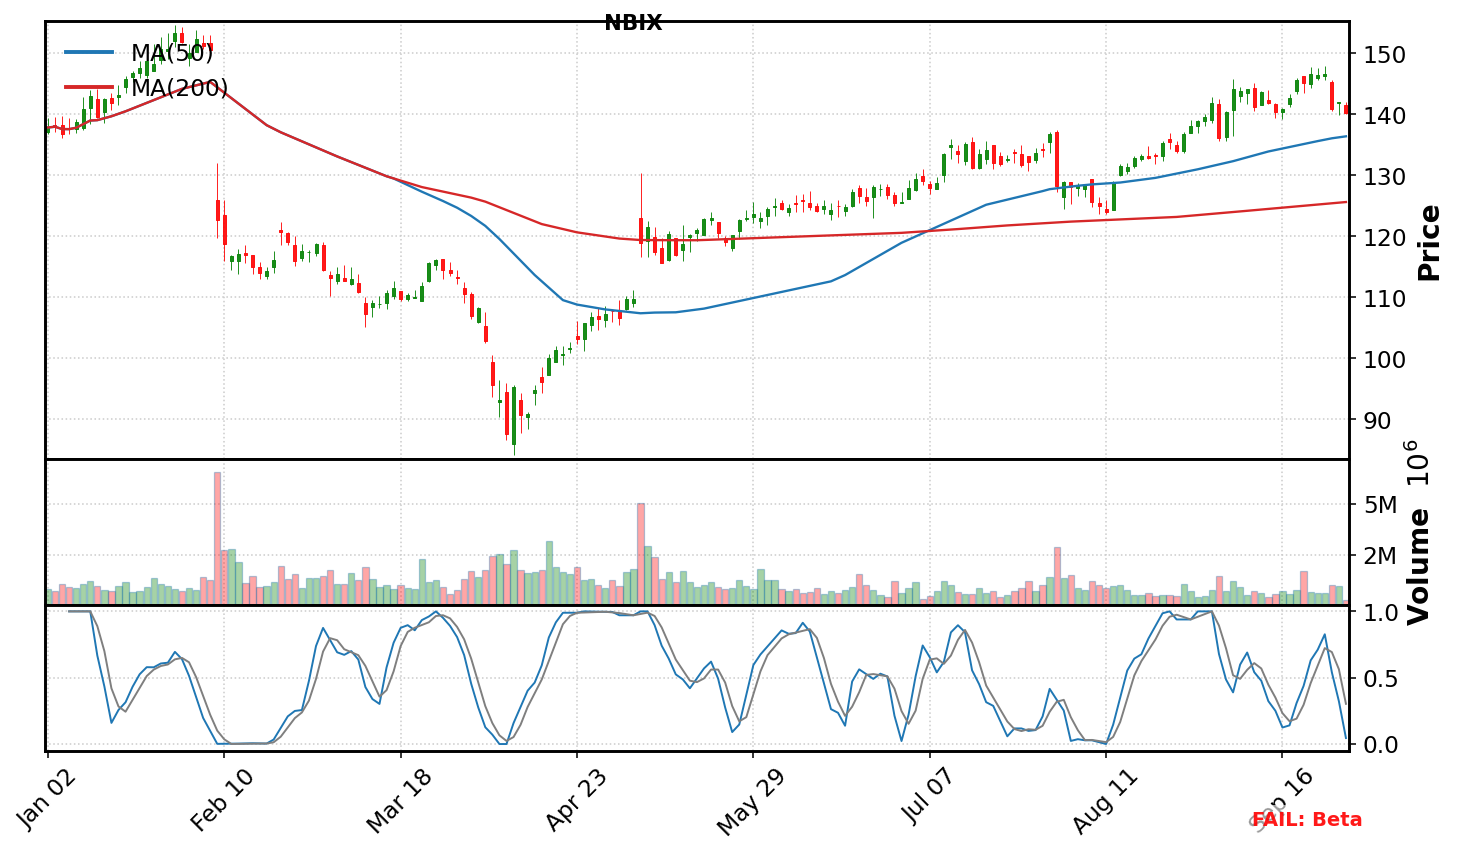 NBIX
MA(50)
MA(200)
150
140
130
120
110
100
90
Price
5M
2M
Volume 10⁶
1.0
0.5
0.0
Jan 02
Feb 10
Mar 18
Apr 23
May 29
Jul 07
Aug 11
Sep 16
FAIL: Beta